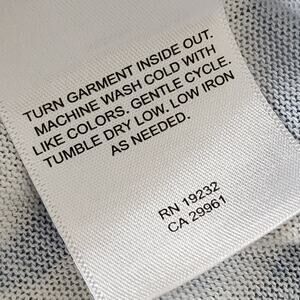 TURN GARMENT INSIDE OUT.
MACHINE WASH COLD WITH
LIKE COLORS, GENTLE CYCLE.
TUMBLE DRY LOW. LOW IRON
AS NEEDED.
RN 19232
CA 29961